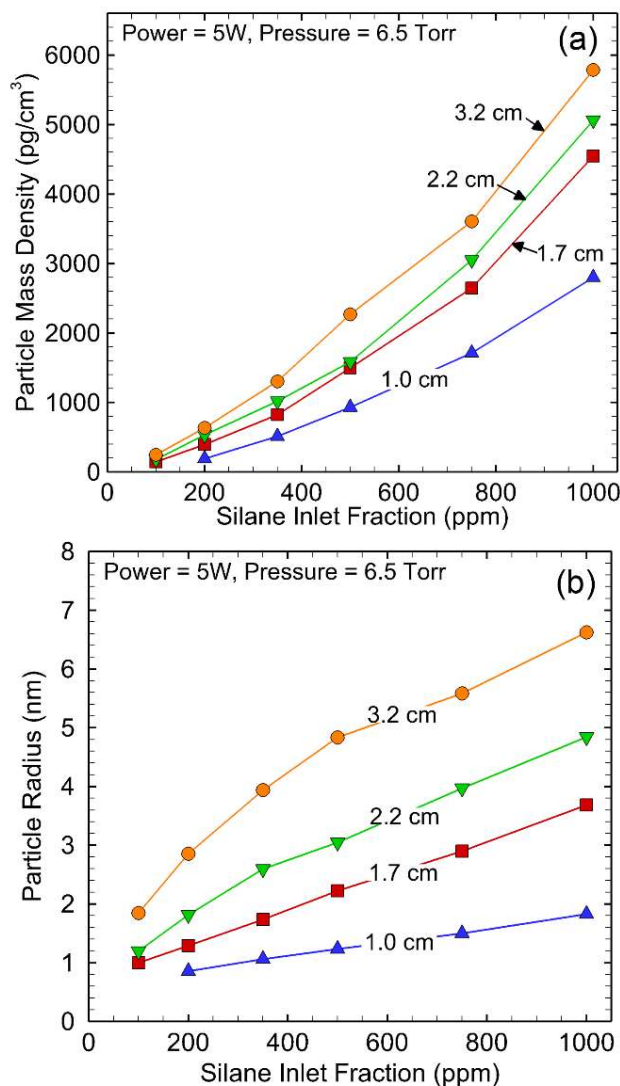 Power = 5W, Pressure = 6.5 Torr
(a)
6000
5000
4000
3000
2000
1000
0
Particle Mass Density (pg/cm³)
3.2 cm
2.2 cm
1.7 cm
1.0 cm
0 200 400 600 800 1000
Silane Inlet Fraction (ppm)
Power = 5W, Pressure = 6.5 Torr
(b)
8
7
6
5
4
3
2
1
0
Particle Radius (nm)
3.2 cm
2.2 cm
1.7 cm
1.0 cm
0 200 400 600 800 1000
Silane Inlet Fraction (ppm)